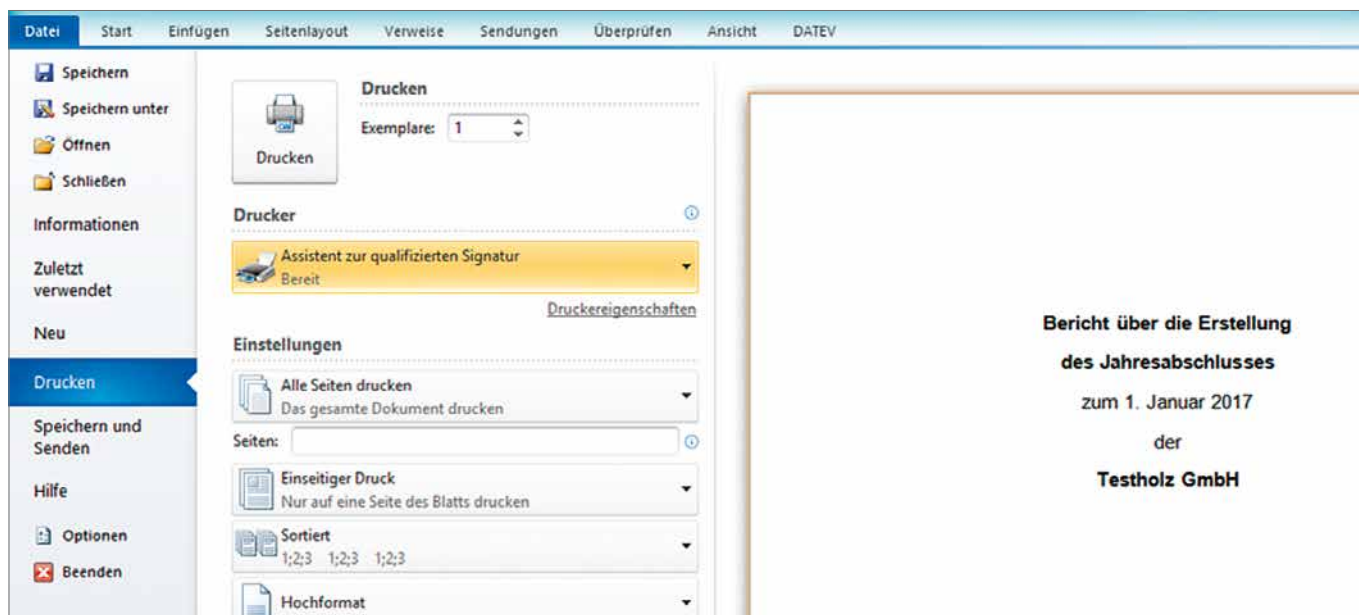 Datei Start Einfügen Seitenlayout Verweise Sendungen Überprüfen Ansicht DATEV
Speichern
Speichern unter
Öffnen
Schließen
Informationen
Zuletzt
verwendet
Neu
Drucken
Speichern und
Senden
Hilfe
Optionen
Beenden
Drucken
Drucken
Exemplare: 1
Drucker
Assistent zur qualifizierten Signatur
Bereit
Druckereigenschaften
Einstellungen
Alle Seiten drucken
Das gesamte Dokument drucken
Seiten:
Einseitiger Druck
Nur auf eine Seite des Blatts drucken
Sortiert
1;2;3 1;2;3 1;2;3
Hochformat
Bericht über die Erstellung
des Jahresabschlusses
zum 1. Januar 2017
der
Testholz GmbH